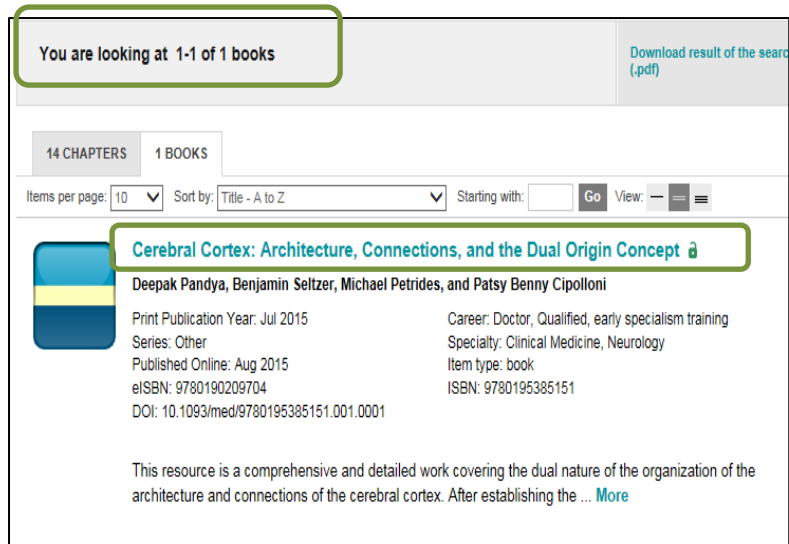 You are looking at 1-1 of 1 books
Download result of the searc
(.pdf)
14 CHAPTERS 1 BOOKS
Items per page: 10 Sort by: Title - A to Z Starting with: Go View:
Cerebral Cortex: Architecture, Connections, and the Dual Origin Concept
Deepak Pandya, Benjamin Seltzer, Michael Petrides, and Patsy Benny Cipolloni
Print Publication Year: Jul 2015 Career: Doctor, Qualified, early specialism training
Series: Other Specialty: Clinical Medicine, Neurology
Published Online: Aug 2015 Item type: book
eISBN: 9780190209704 ISBN: 9780195385151
DOI: 10.1093/med/9780195385151.001.0001
This resource is a comprehensive and detailed work covering the dual nature of the organization of the
architecture and connections of the cerebral cortex. After establishing the ... More